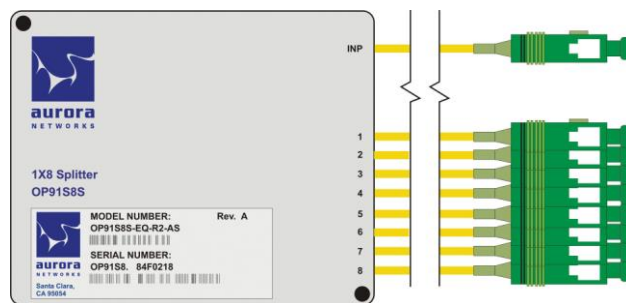 INP
aurora
NETWORKS
1
2
3
4
5
6
7
8
1X8 Splitter
OP91S8S
aurora
NETWORKS
Santa Clara,
CA 95054
MODEL NUMBER: Rev. A
OP91S8S-EQ-R2-AS
SERIAL NUMBER:
OP91S8. 84F0218